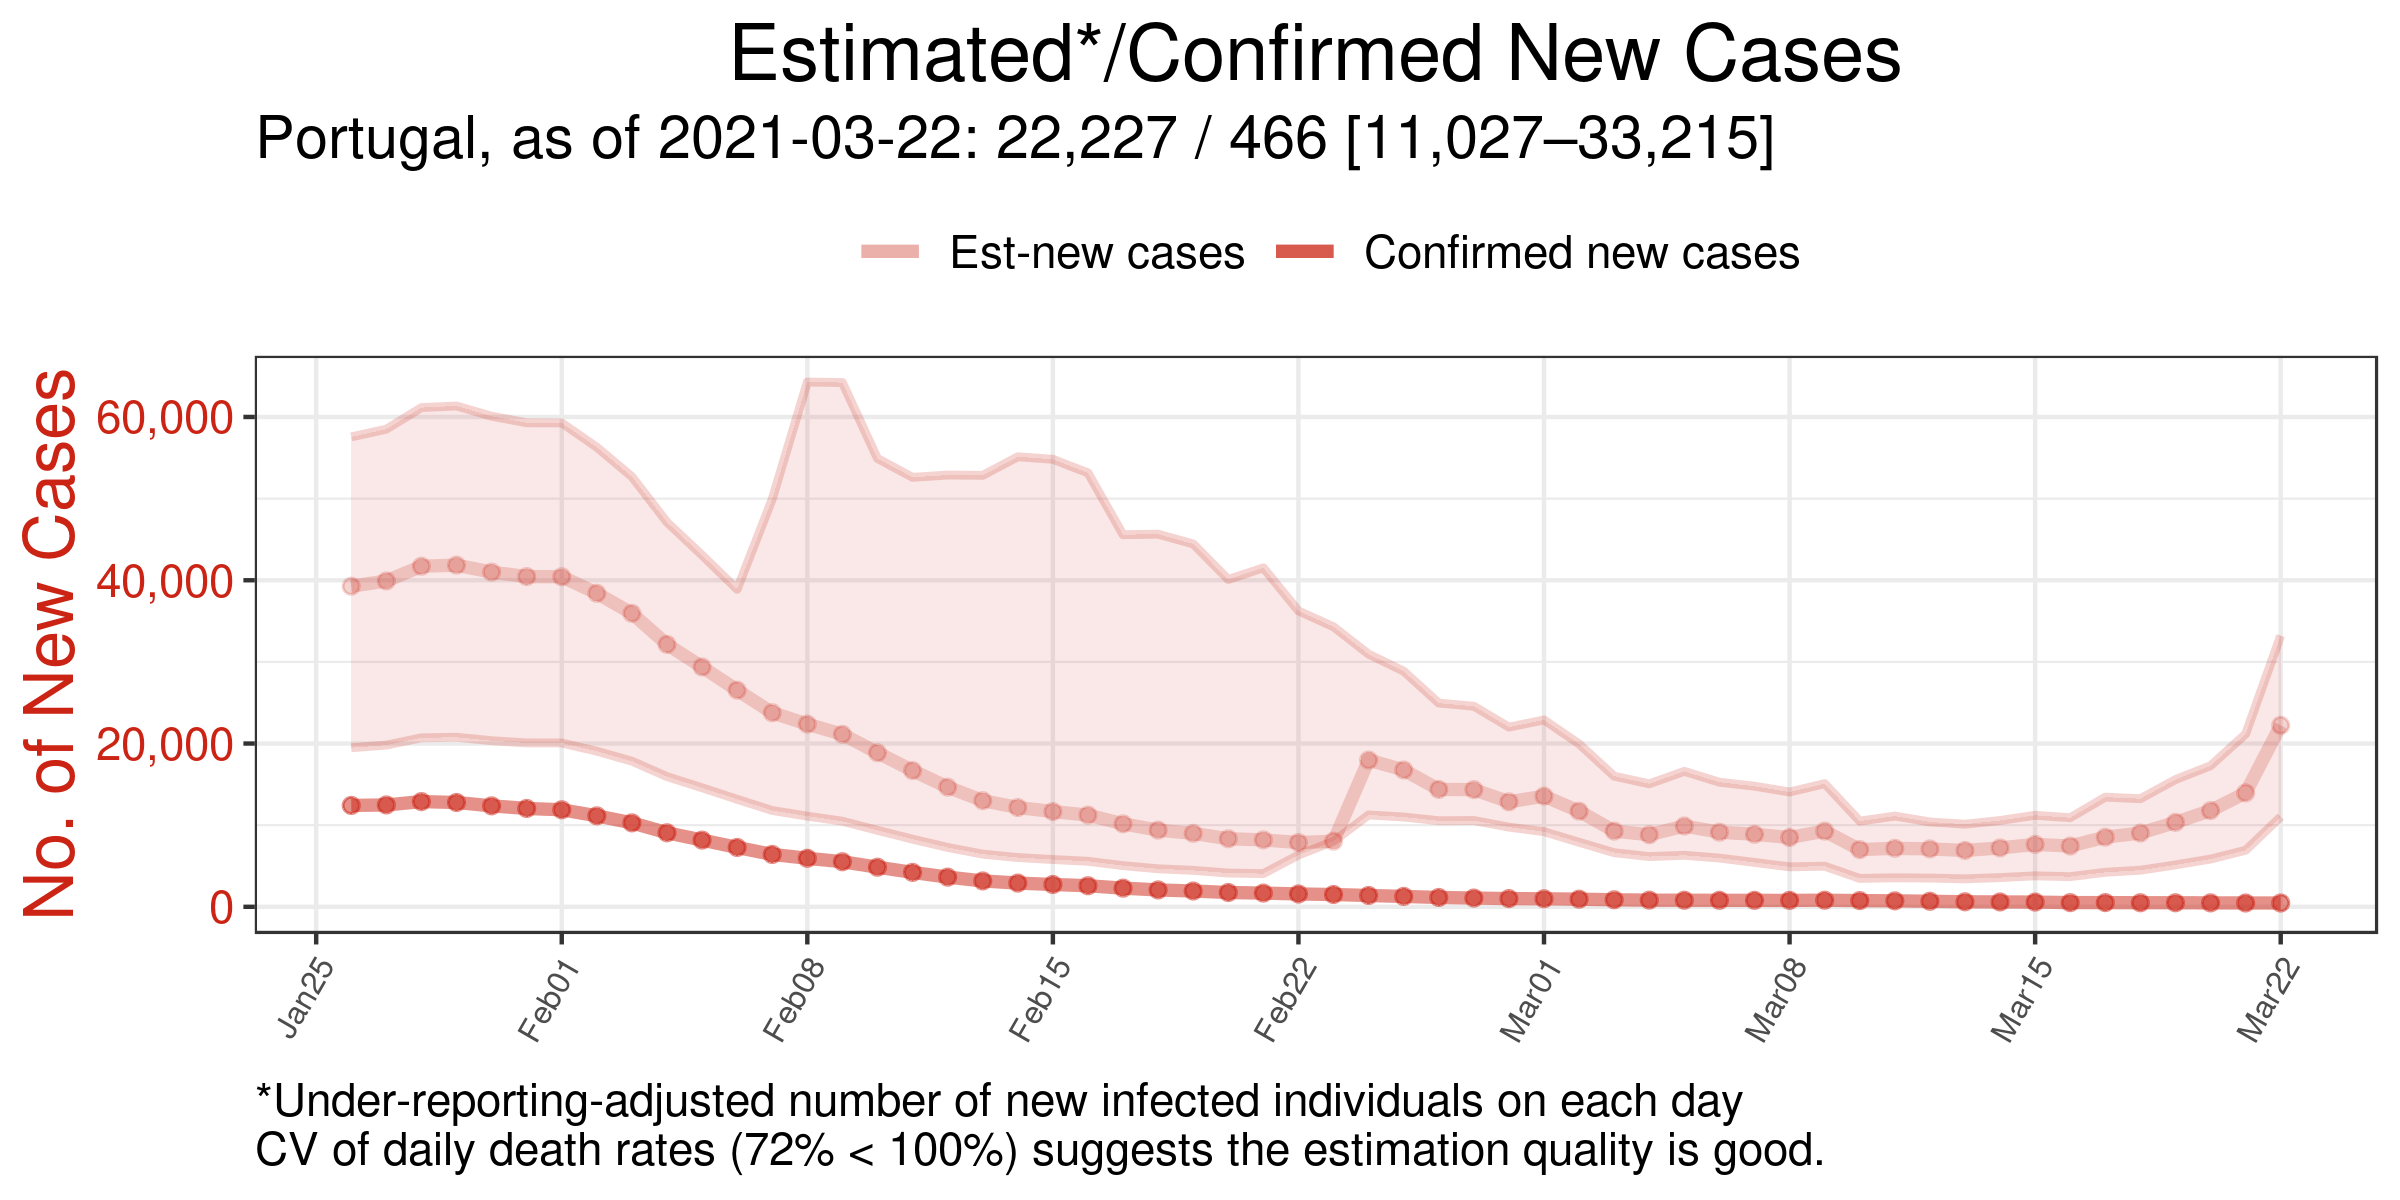 Estimated*/Confirmed New Cases
Portugal, as of 2021-03-22: 22,227 / 466 [11,027–33,215]
Est-new cases
Confirmed new cases
No. of New Cases
60,000
40,000
20,000
0
Jan25
Feb01
Feb08
Feb15
Feb22
Mar01
Mar08
Mar15
Mar22
*Under-reporting-adjusted number of new infected individuals on each day
CV of daily death rates (72% < 100%) suggests the estimation quality is good.